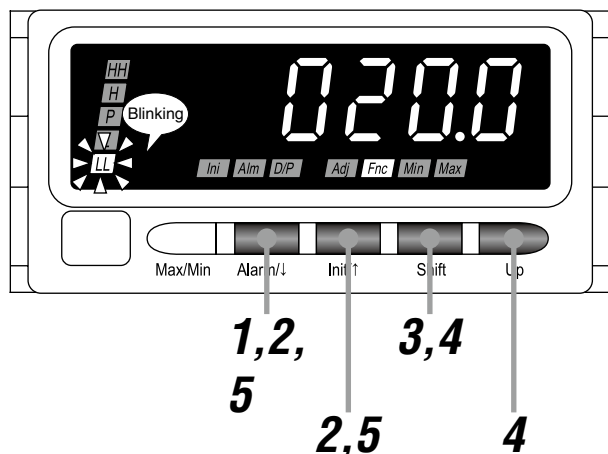 HH
H
P
Blinking
LL
020.0
Ini Alm D/P Adj Fnc Min Max
Max/Min Alarm/↓ Init/↑ Shift Up
1,2, 3,4
5
2,5 4